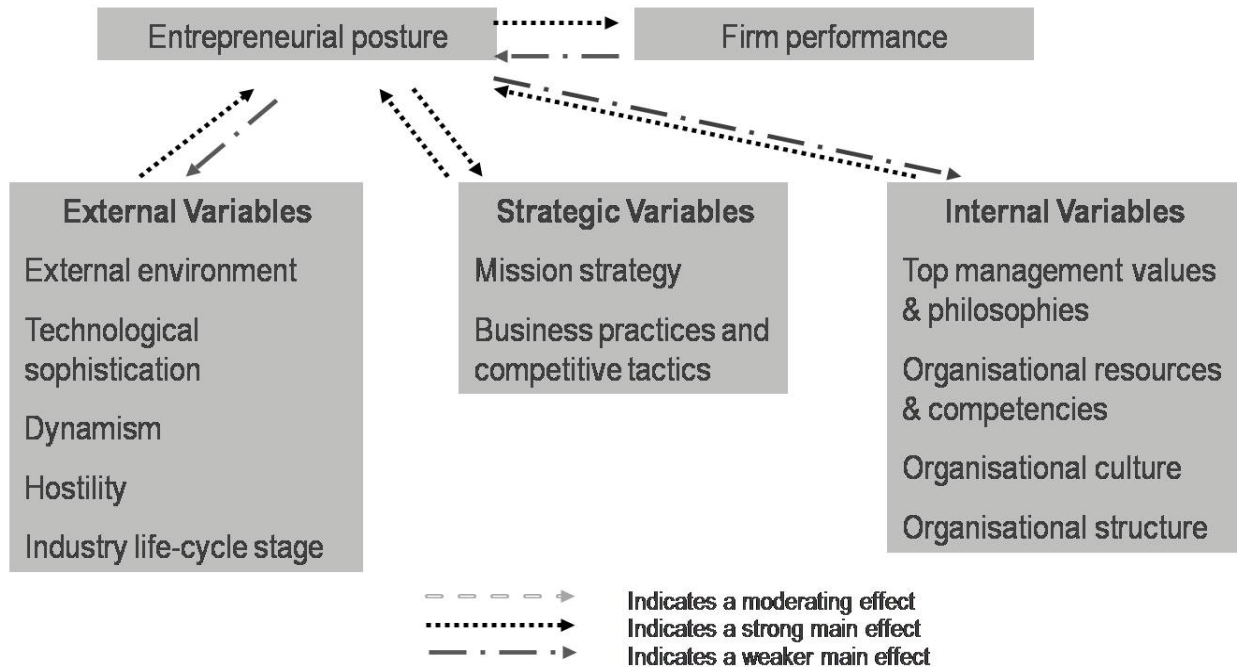 Entrepreneurial posture
Firm performance
External Variables
External environment
Technological
sophistication
Dynamism
Hostility
Industry life-cycle stage
Strategic Variables
Mission strategy
Business practices and
competitive tactics
Internal Variables
Top management values
& philosophies
Organisational resources
& competencies
Organisational culture
Organisational structure
Indicates a moderating effect
Indicates a strong main effect
Indicates a weaker main effect